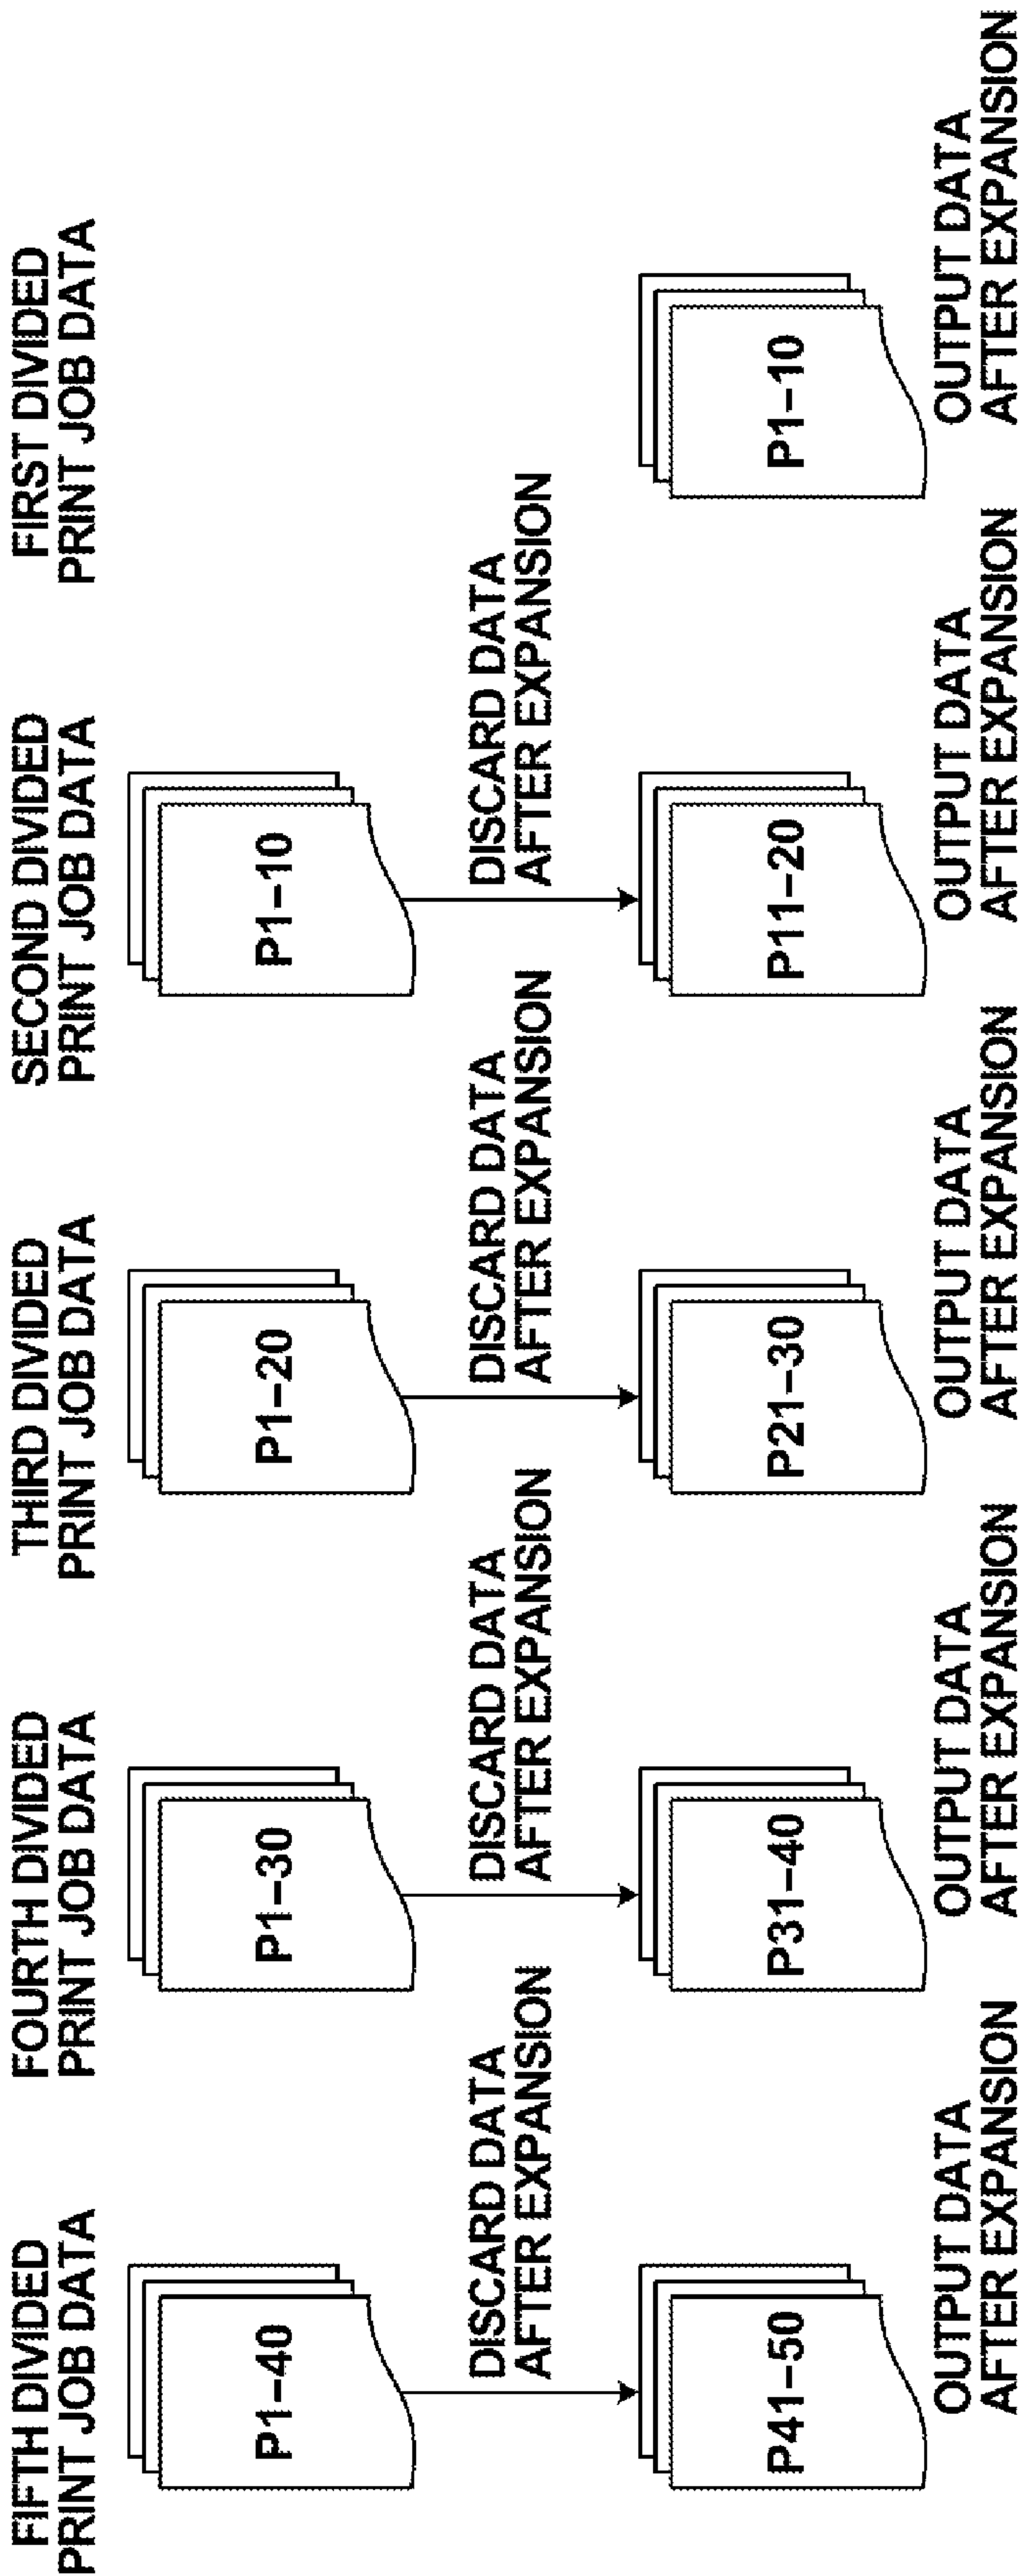 FIFTH DIVIDED
PRINT JOB DATA
FOURTH DIVIDED
PRINT JOB DATA
THIRD DIVIDED
PRINT JOB DATA
SECOND DIVIDED
PRINT JOB DATA
FIRST DIVIDED
PRINT JOB DATA
P1-40
P1-30
P1-20
P1-10
DISCARD DATA
AFTER EXPANSION
DISCARD DATA
AFTER EXPANSION
DISCARD DATA
AFTER EXPANSION
DISCARD DATA
AFTER EXPANSION
P41-50
P31-40
P21-30
P11-20
P1-10
OUTPUT DATA
AFTER EXPANSION
OUTPUT DATA
AFTER EXPANSION
OUTPUT DATA
AFTER EXPANSION
OUTPUT DATA
AFTER EXPANSION
OUTPUT DATA
AFTER EXPANSION